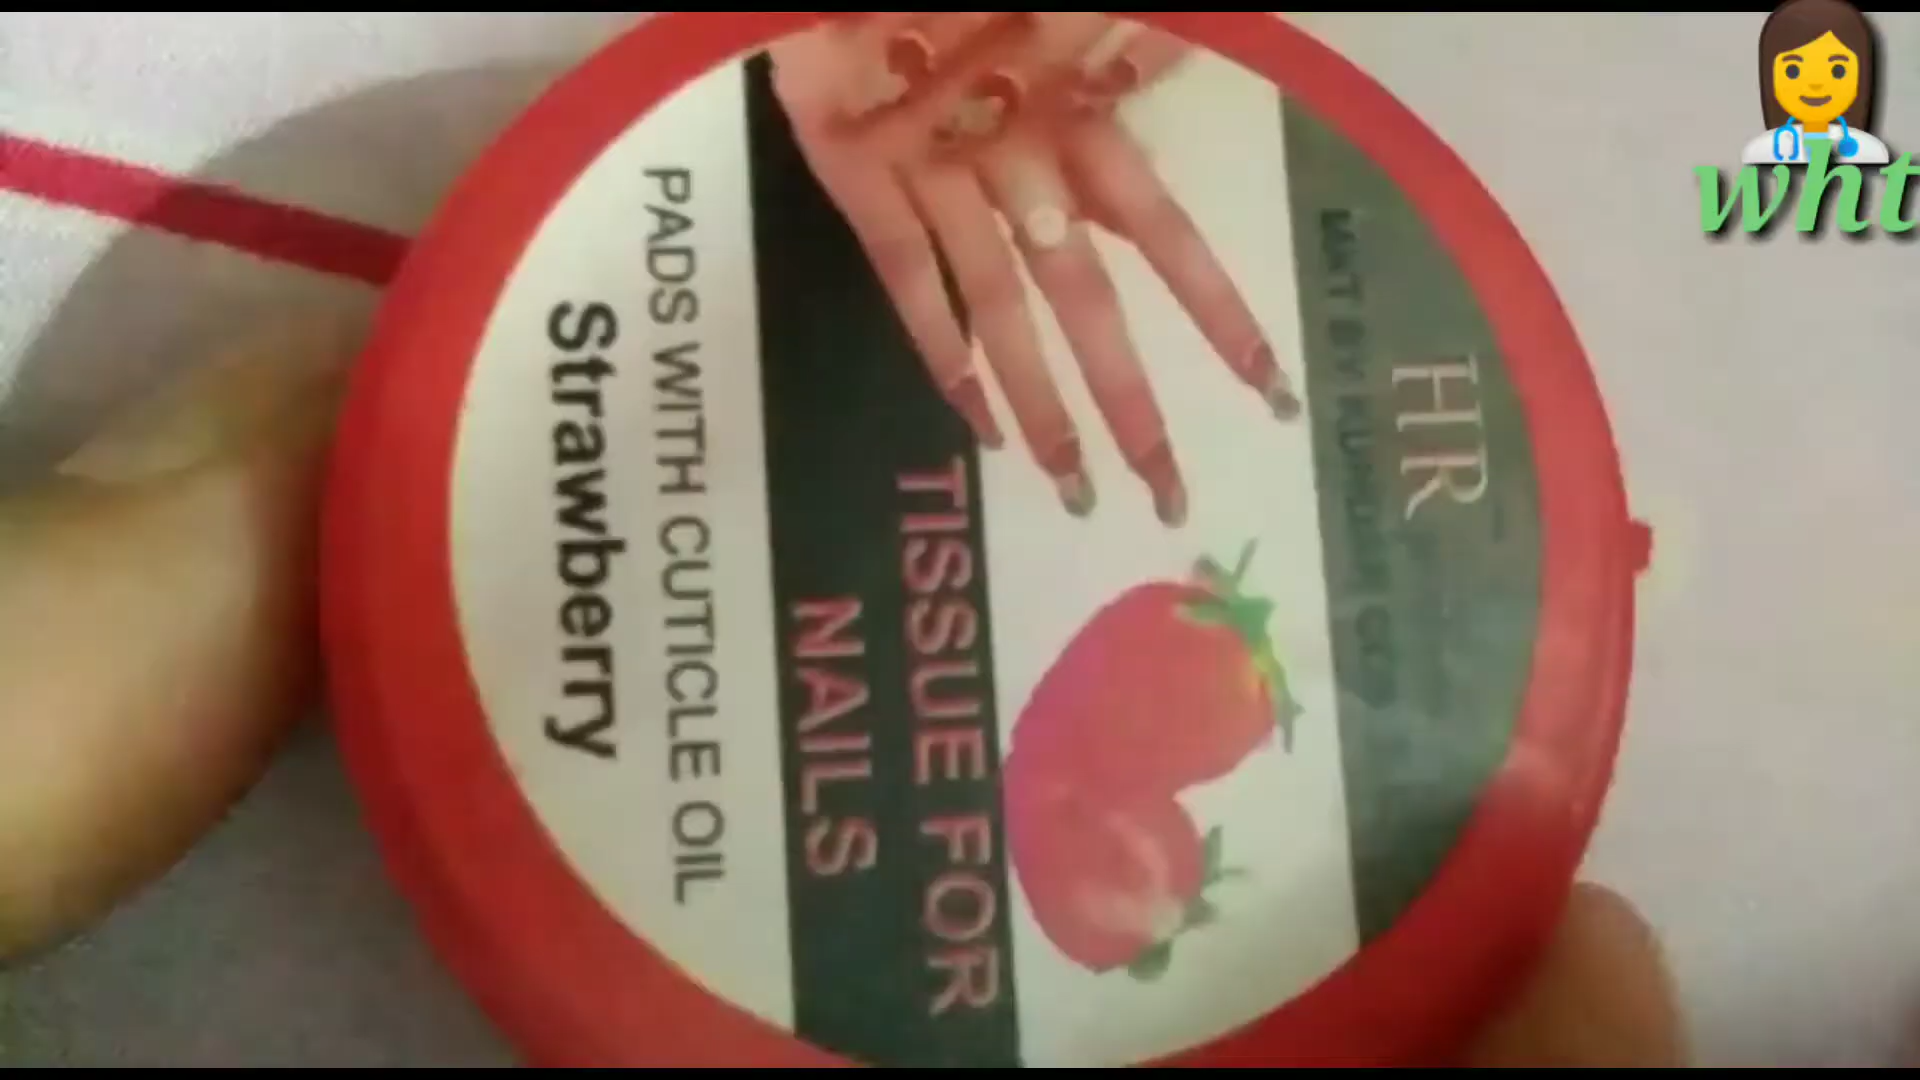 HR
TISSUE FOR
NAILS
PADS WITH CUTICLE OIL
Strawberry
wht